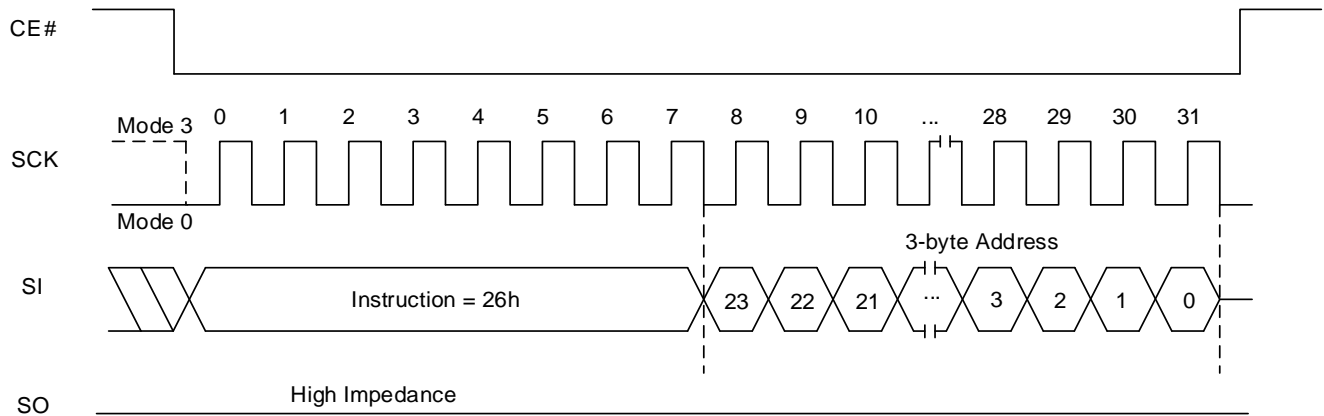 CE#
0 1 2 3 4 5 6 7 8 9 10 ... 28 29 30 31
Mode 3
SCK
Mode 0
3-byte Address
SI
Instruction = 26h
23 22 21 ... 3 2 1 0
High Impedance
SO